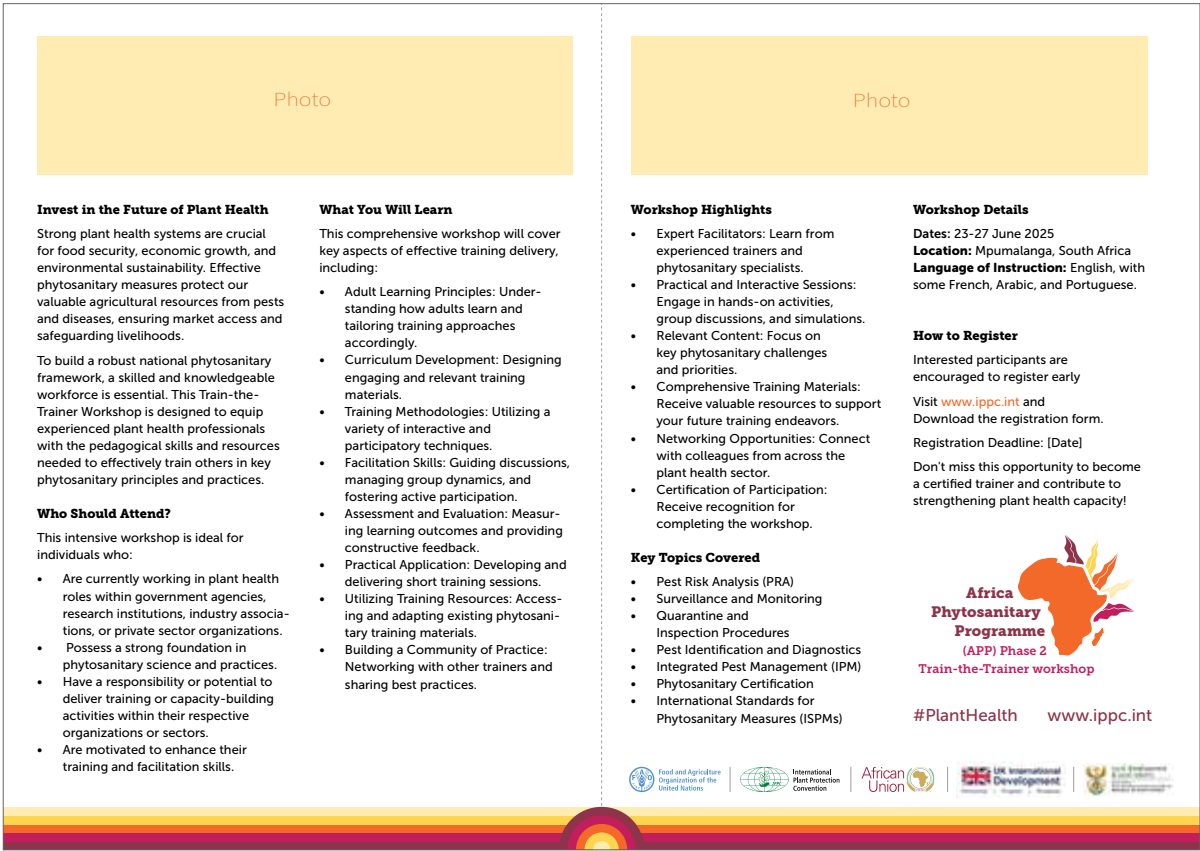 Photo
Invest in the Future of Plant Health
Strong plant health systems are crucial
for food security, economic growth, and
environmental sustainability. Effective
phytosanitary measures protect our
valuable agricultural resources from pests
and diseases, ensuring market access and
safeguarding livelihoods.
To build a robust national phytosanitary
framework, a skilled and knowledgeable
workforce is essential. This Train-the-
Trainer Workshop is designed to equip
experienced plant health professionals
with the pedagogical skills and resources
needed to effectively train others in key
phytosanitary principles and practices.
Who Should Attend?
This intensive workshop is ideal for
individuals who:
• Are currently working in plant health
roles within government agencies,
research institutions, industry associa-
tions, or private sector organizations.
• Possess a strong foundation in
phytosanitary science and practices.
• Have a responsibility or potential to
deliver training or capacity-building
activities within their respective
organizations or sectors.
• Are motivated to enhance their
training and facilitation skills.
What You Will Learn
This comprehensive workshop will cover
key aspects of effective training delivery,
including:
• Adult Learning Principles: Under-
standing how adults learn and
tailoring training approaches
accordingly.
• Curriculum Development: Designing
engaging and relevant training
materials.
• Training Methodologies: Utilizing a
variety of interactive and
participatory techniques.
• Facilitation Skills: Guiding discussions,
managing group dynamics, and
fostering active participation.
• Assessment and Evaluation: Measur-
ing learning outcomes and providing
constructive feedback.
• Practical Application: Developing and
delivering short training sessions.
• Utilizing Training Resources: Access-
ing and adapting existing phytosani-
tary training materials.
• Building a Community of Practice:
Networking with other trainers and
sharing best practices.
Photo
Workshop Highlights
• Expert Facilitators: Learn from
experienced trainers and
phytosanitary specialists.
• Practical and Interactive Sessions:
Engage in hands-on activities,
group discussions, and simulations.
• Relevant Content: Focus on
key phytosanitary challenges
and priorities.
• Comprehensive Training Materials:
Receive valuable resources to support
your future training endeavors.
• Networking Opportunities: Connect
with colleagues from across the
plant health sector.
• Certification of Participation:
Receive recognition for
completing the workshop.
Key Topics Covered
• Pest Risk Analysis (PRA)
• Surveillance and Monitoring
• Quarantine and
Inspection Procedures
• Pest Identification and Diagnostics
• Integrated Pest Management (IPM)
• Phytosanitary Certification
• International Standards for
Phytosanitary Measures (ISPMs)
Workshop Details
Dates: 23-27 June 2025
Location: Mpumalanga, South Africa
Language of Instruction: English, with
some French, Arabic, and Portuguese.
How to Register
Interested participants are
encouraged to register early
Visit www.ippc.int and
Download the registration form.
Registration Deadline: [Date]
Don't miss this opportunity to become
a certified trainer and contribute to
strengthening plant health capacity!
Africa
Phytosanitary
Programme
(APP) Phase 2
Train-the-Trainer workshop
#PlantHealth www.ippc.int
Food and Agriculture
Organization of the
United Nations
International
Plant Protection
Convention
African
Union
UK International
Development